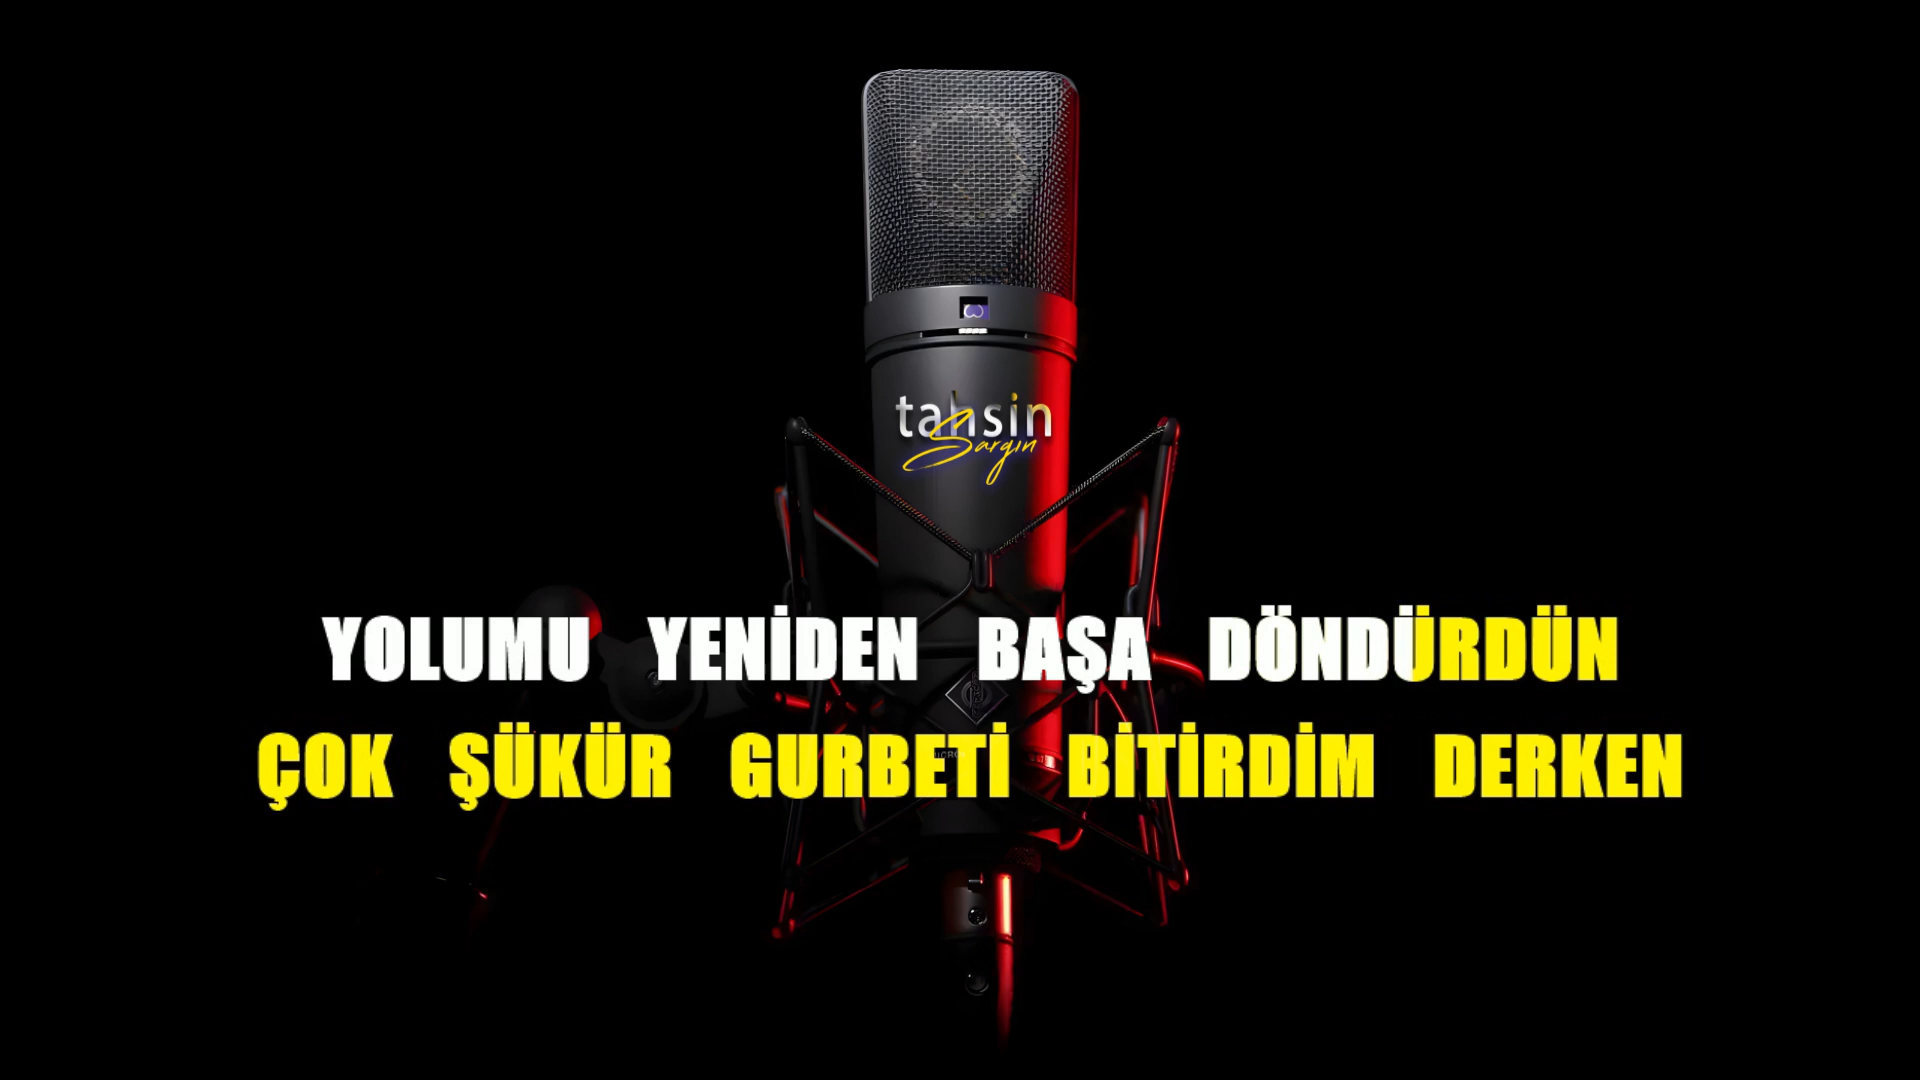 tahsin
Sargın
YOLUMU YENİDEN BAŞA DÖNDÜRDÜN
ÇOK ŞÜKÜR GURBETİ BİTİRDİM DERKEN